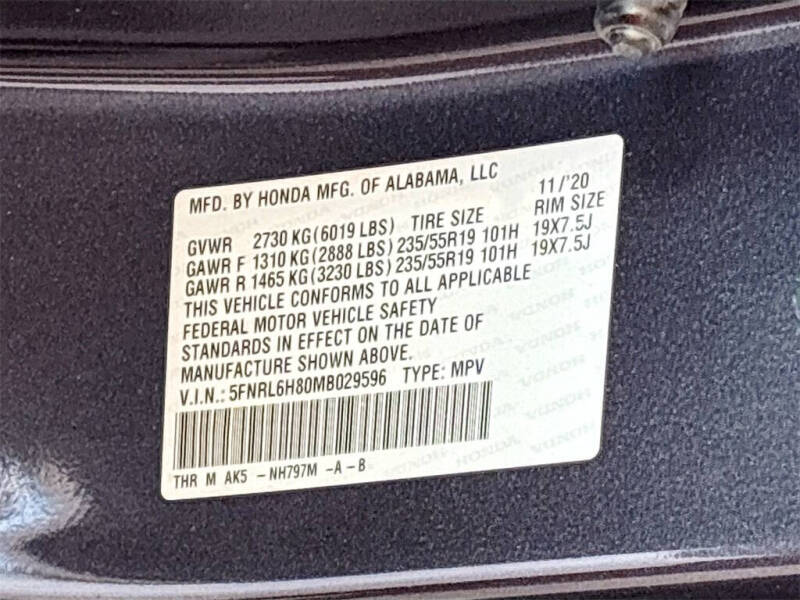 MFD. BY HONDA MFG. OF ALABAMA, LLC 11/'20
GVWR 2730 KG (6019 LBS) TIRE SIZE RIM SIZE
GAWR F 1310 KG (2888 LBS) 235/55R19 101H 19X7.5J
GAWR R 1465 KG (3230 LBS) 235/55R19 101H 19X7.5J
THIS VEHICLE CONFORMS TO ALL APPLICABLE
FEDERAL MOTOR VEHICLE SAFETY
STANDARDS IN EFFECT ON THE DATE OF
MANUFACTURE SHOWN ABOVE.
V.I.N.: 5FNRL6H80MB029596 TYPE: MPV
THR M AK5 - NH797M - A - B